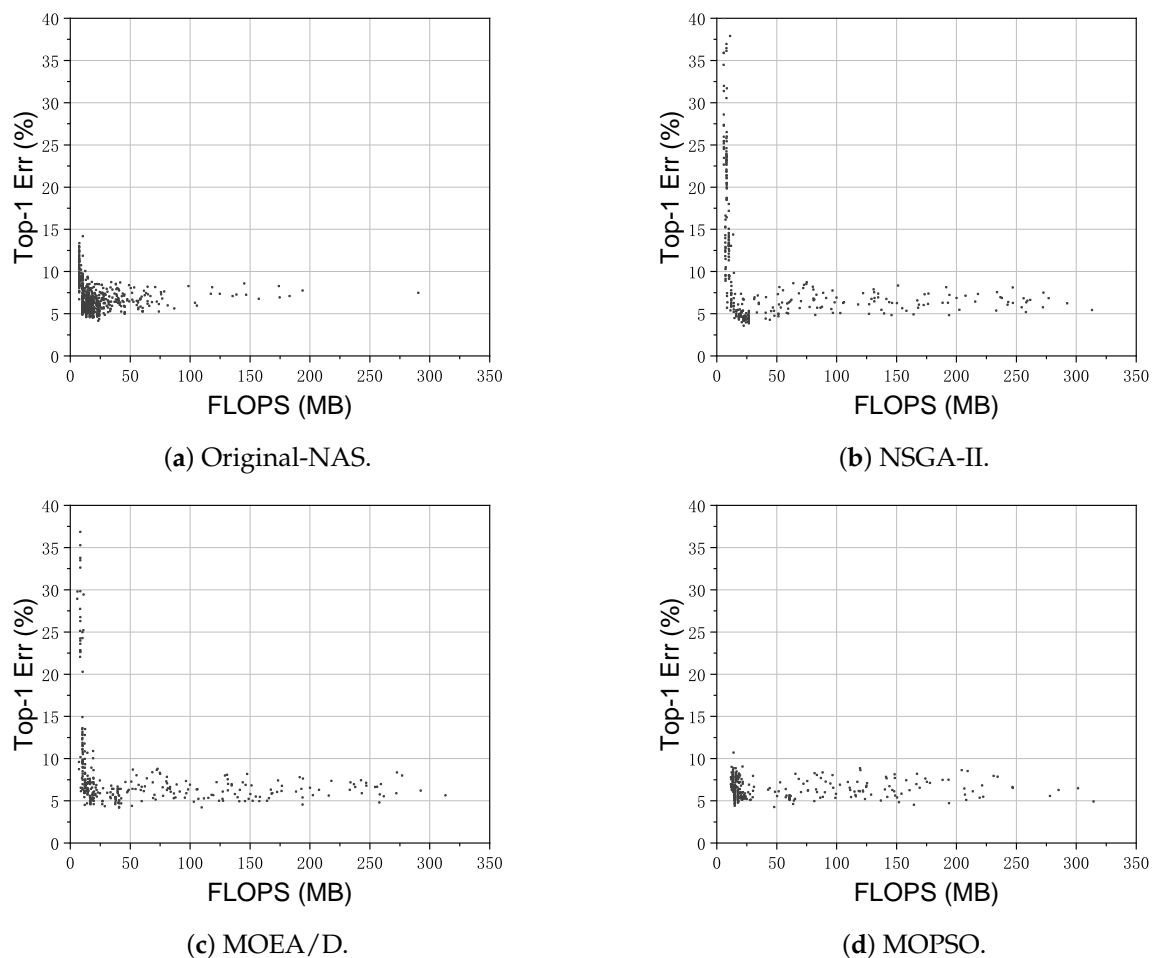 40
35
30
25
20
15
10
5
0
Top-1 Err (%)
0 50 100 150 200 250 300 350
FLOPS (MB)
(a) Original-NAS.
40
35
30
25
20
15
10
5
0
Top-1 Err (%)
0 50 100 150 200 250 300 350
FLOPS (MB)
(b) NSGA-II.
40
35
30
25
20
15
10
5
0
Top-1 Err (%)
0 50 100 150 200 250 300 350
FLOPS (MB)
(c) MOEA/D.
40
35
30
25
20
15
10
5
0
Top-1 Err (%)
0 50 100 150 200 250 300 350
FLOPS (MB)
(d) MOPSO.